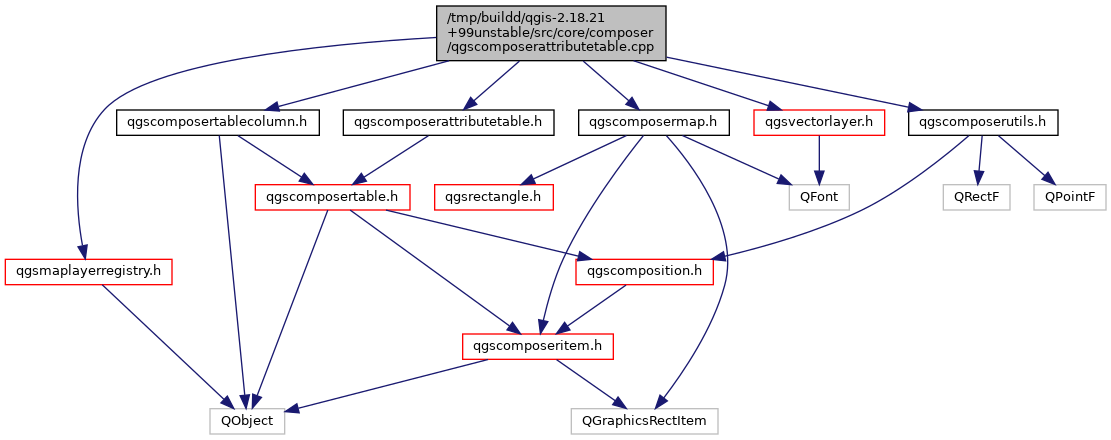 /tmp/buildd/qgis-2.18.21
+99unstable/src/core/composer
/qgscomposerattributetable.cpp
qgscomposertablecolumn.h
qgscomposerattributetable.h
qgscomposermap.h
qgsvectorlayer.h
qgscomposerutils.h
qgscomposertable.h
qgsrectangle.h
QFont
QRectF
QPointF
qgsmaplayerregistry.h
qgscomposition.h
qgscomposeritem.h
QObject
QGraphicsRectItem